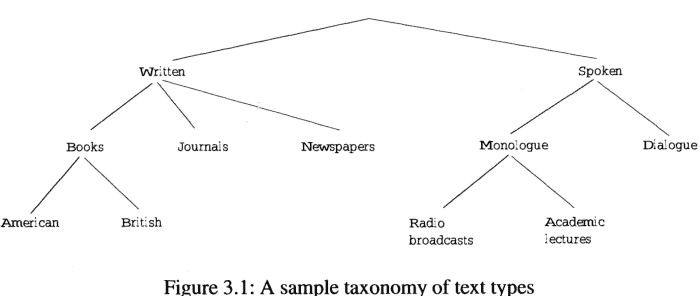 Written
Spoken
Books
Journals
Newspapers
Monologue
Dialogue
American
British
Radio
broadcasts
Academic
lectures
Figure 3.1: A sample taxonomy of text types